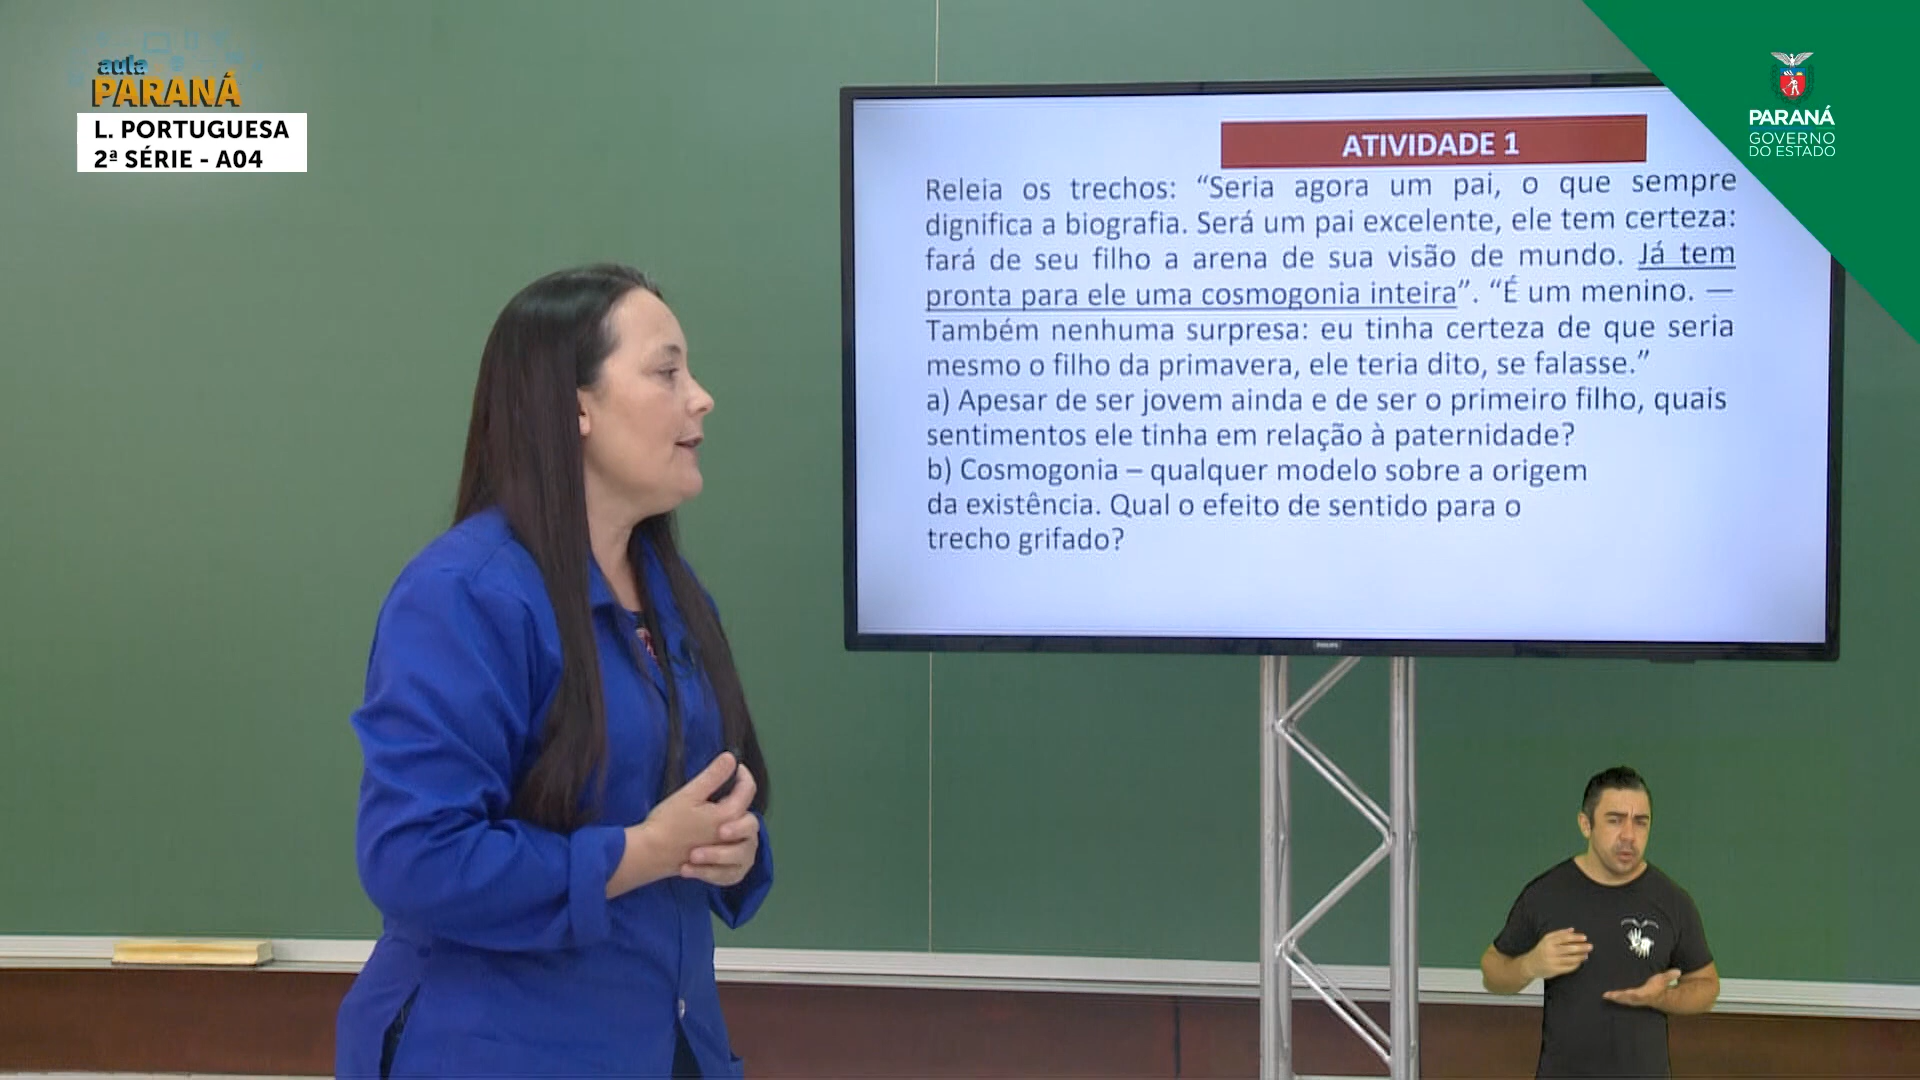 aula
PARANÁ
L. PORTUGUESA
2ª SÉRIE - A04
PARANÁ
GOVERNO
DO ESTADO
ATIVIDADE 1
Releia os trechos: “Seria agora um pai, o que sempre
dignifica a biografia. Será um pai excelente, ele tem certeza:
fará de seu filho a arena de sua visão de mundo. Já tem
pronta para ele uma cosmogonia inteira”. “É um menino. —
Também nenhuma surpresa: eu tinha certeza de que seria
mesmo o filho da primavera, ele teria dito, se falasse.”
a) Apesar de ser jovem ainda e de ser o primeiro filho, quais
sentimentos ele tinha em relação à paternidade?
b) Cosmogonia – qualquer modelo sobre a origem
da existência. Qual o efeito de sentido para o
trecho grifado?
PHILIPS